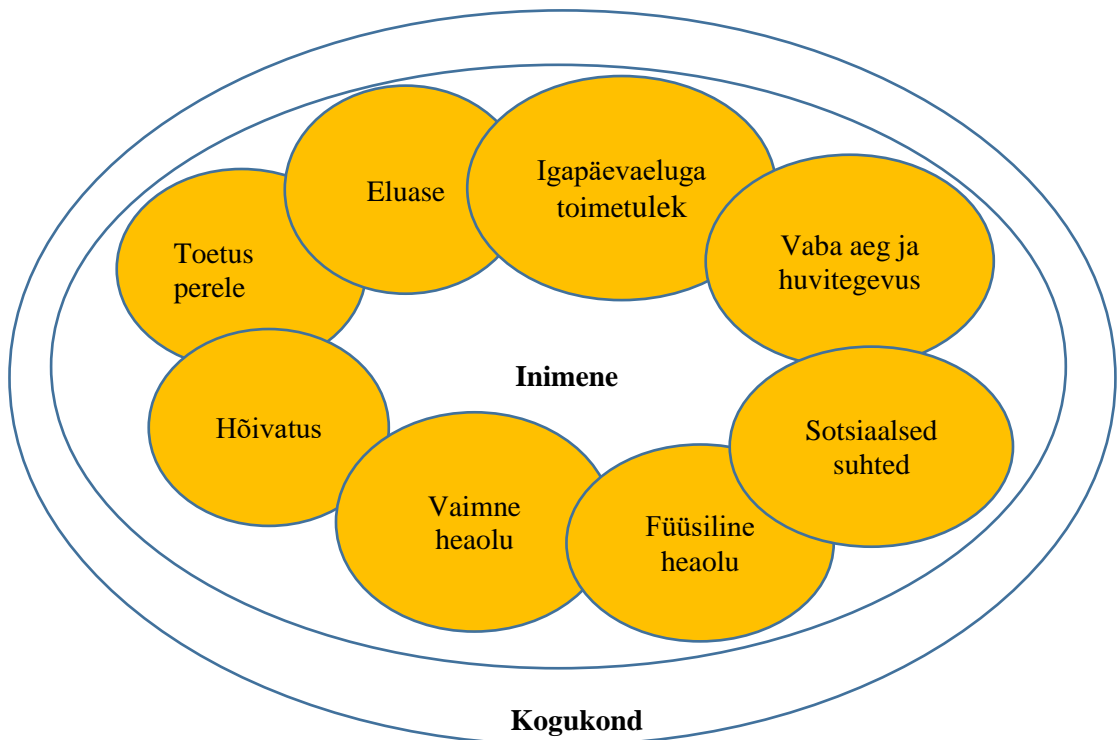 Eluase
Igapäevaeluga
toimetulek
Vaba aeg ja
huvitegevus
Toetus
perele
Inimene
Hõivatus
Sotsiaalsed
suhted
Vaimne
heaolu
Füüsiline
heaolu
Kogukond